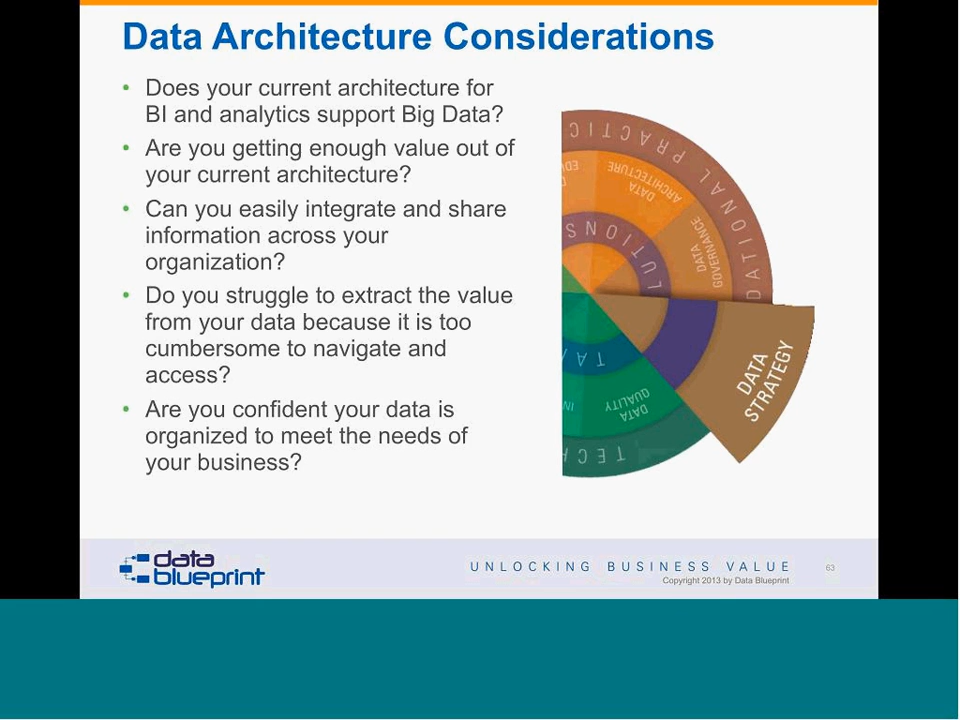 Data Architecture Considerations
• Does your current architecture for
BI and analytics support Big Data?
• Are you getting enough value out of
your current architecture?
• Can you easily integrate and share
information across your
organization?
• Do you struggle to extract the value
from your data because it is too
cumbersome to navigate and
access?
• Are you confident your data is
organized to meet the needs of
your business?
DATIONAL PRACTIC
DATA
ARCHITECTURE
DATA
GOVERNANCE
LUTIONS
DATA
STRATEGY
DATA
QUALITY
TECH
data
blueprint
UNLOCKING BUSINESS VALUE
Copyright 2013 by Data Blueprint
63